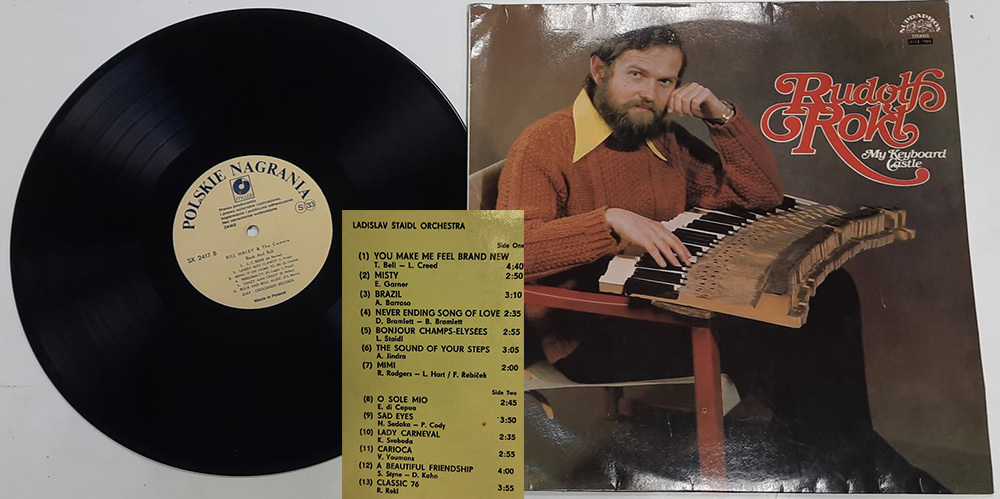 POLSKIE NAGRANIA
STEREO
S 33
SX 2417 B
BILL HALEY & The Comets
Rock And Roll
Made in Poland
LADISLAV ŠTAIDL ORCHESTRA
Side One
(1) YOU MAKE ME FEEL BRAND NEW
T. Bell — L. Creed 4:40
(2) MISTY 2:50
E. Garner
(3) BRAZIL 3:10
A. Barroso
(4) NEVER ENDING SONG OF LOVE 2:35
D. Bramlett — B. Bramlett
(5) BONJOUR CHAMPS-ELYSÉES 2:55
L. Štaidl
(6) THE SOUND OF YOUR STEPS 3:05
A. Jindra
(7) MIMI 2:00
R. Rodgers — L. Hart / F. Rebíček
Side Two
(8) O SOLE MIO 2:45
E. di Capua
(9) SAD EYES 3:50
N. Sedaka — P. Cody
(10) LADY CARNEVAL 2:35
K. Svoboda
(11) CARIOCA 2:55
V. Youmans
(12) A BEAUTIFUL FRIENDSHIP 4:00
S. Styne — D. Kahn
(13) CLASSIC 76 3:55
R. Rokl
SUPRAPHON
STEREO
Rudolf
Rokl
My Keyboard
Castle